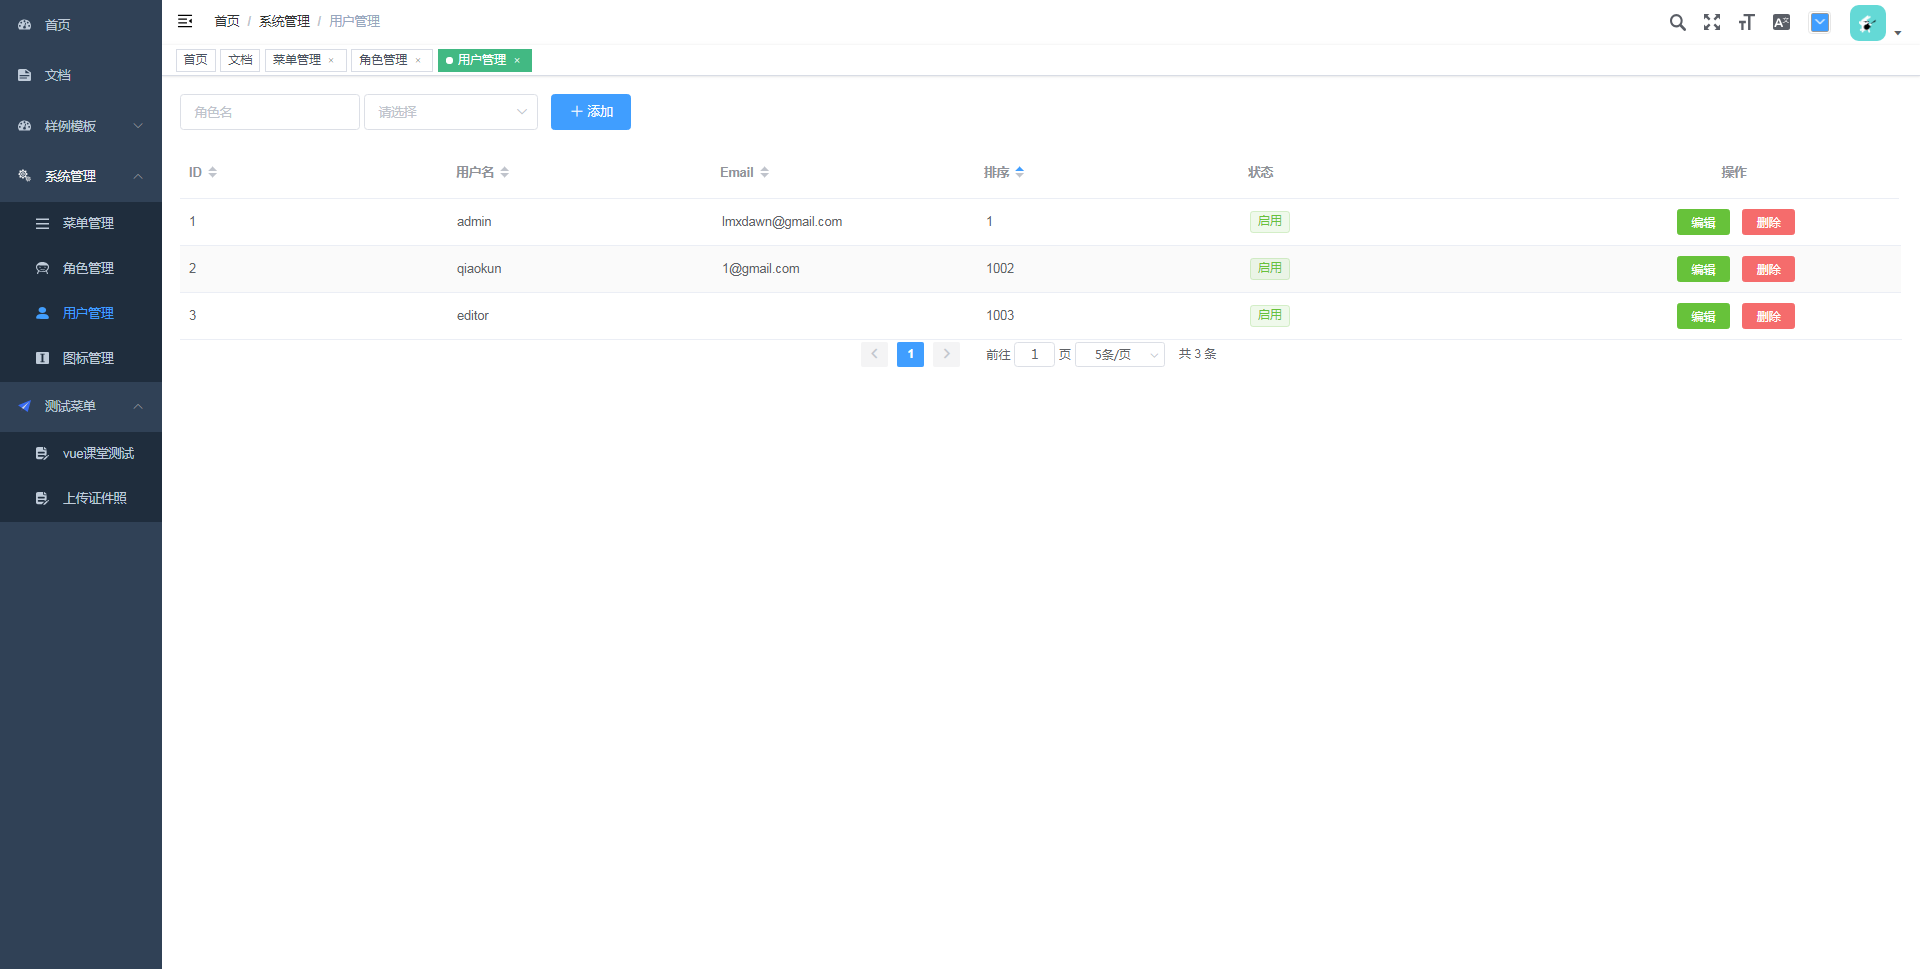 首页
文档
样例模板
系统管理
菜单管理
角色管理
用户管理
图标管理
测试菜单
vue课堂测试
上传证件照
首页 / 系统管理 / 用户管理
首页 文档 菜单管理 × 角色管理 × 用户管理 ×
角色名 请选择 + 添加
ID 用户名 Email 排序 状态 操作
1 admin lmxdawn@gmail.com 1 启用 编辑 删除
2 qiaokun 1@gmail.com 1002 启用 编辑 删除
3 editor 1003 启用 编辑 删除
1 前往 1 页 5条/页 共 3 条